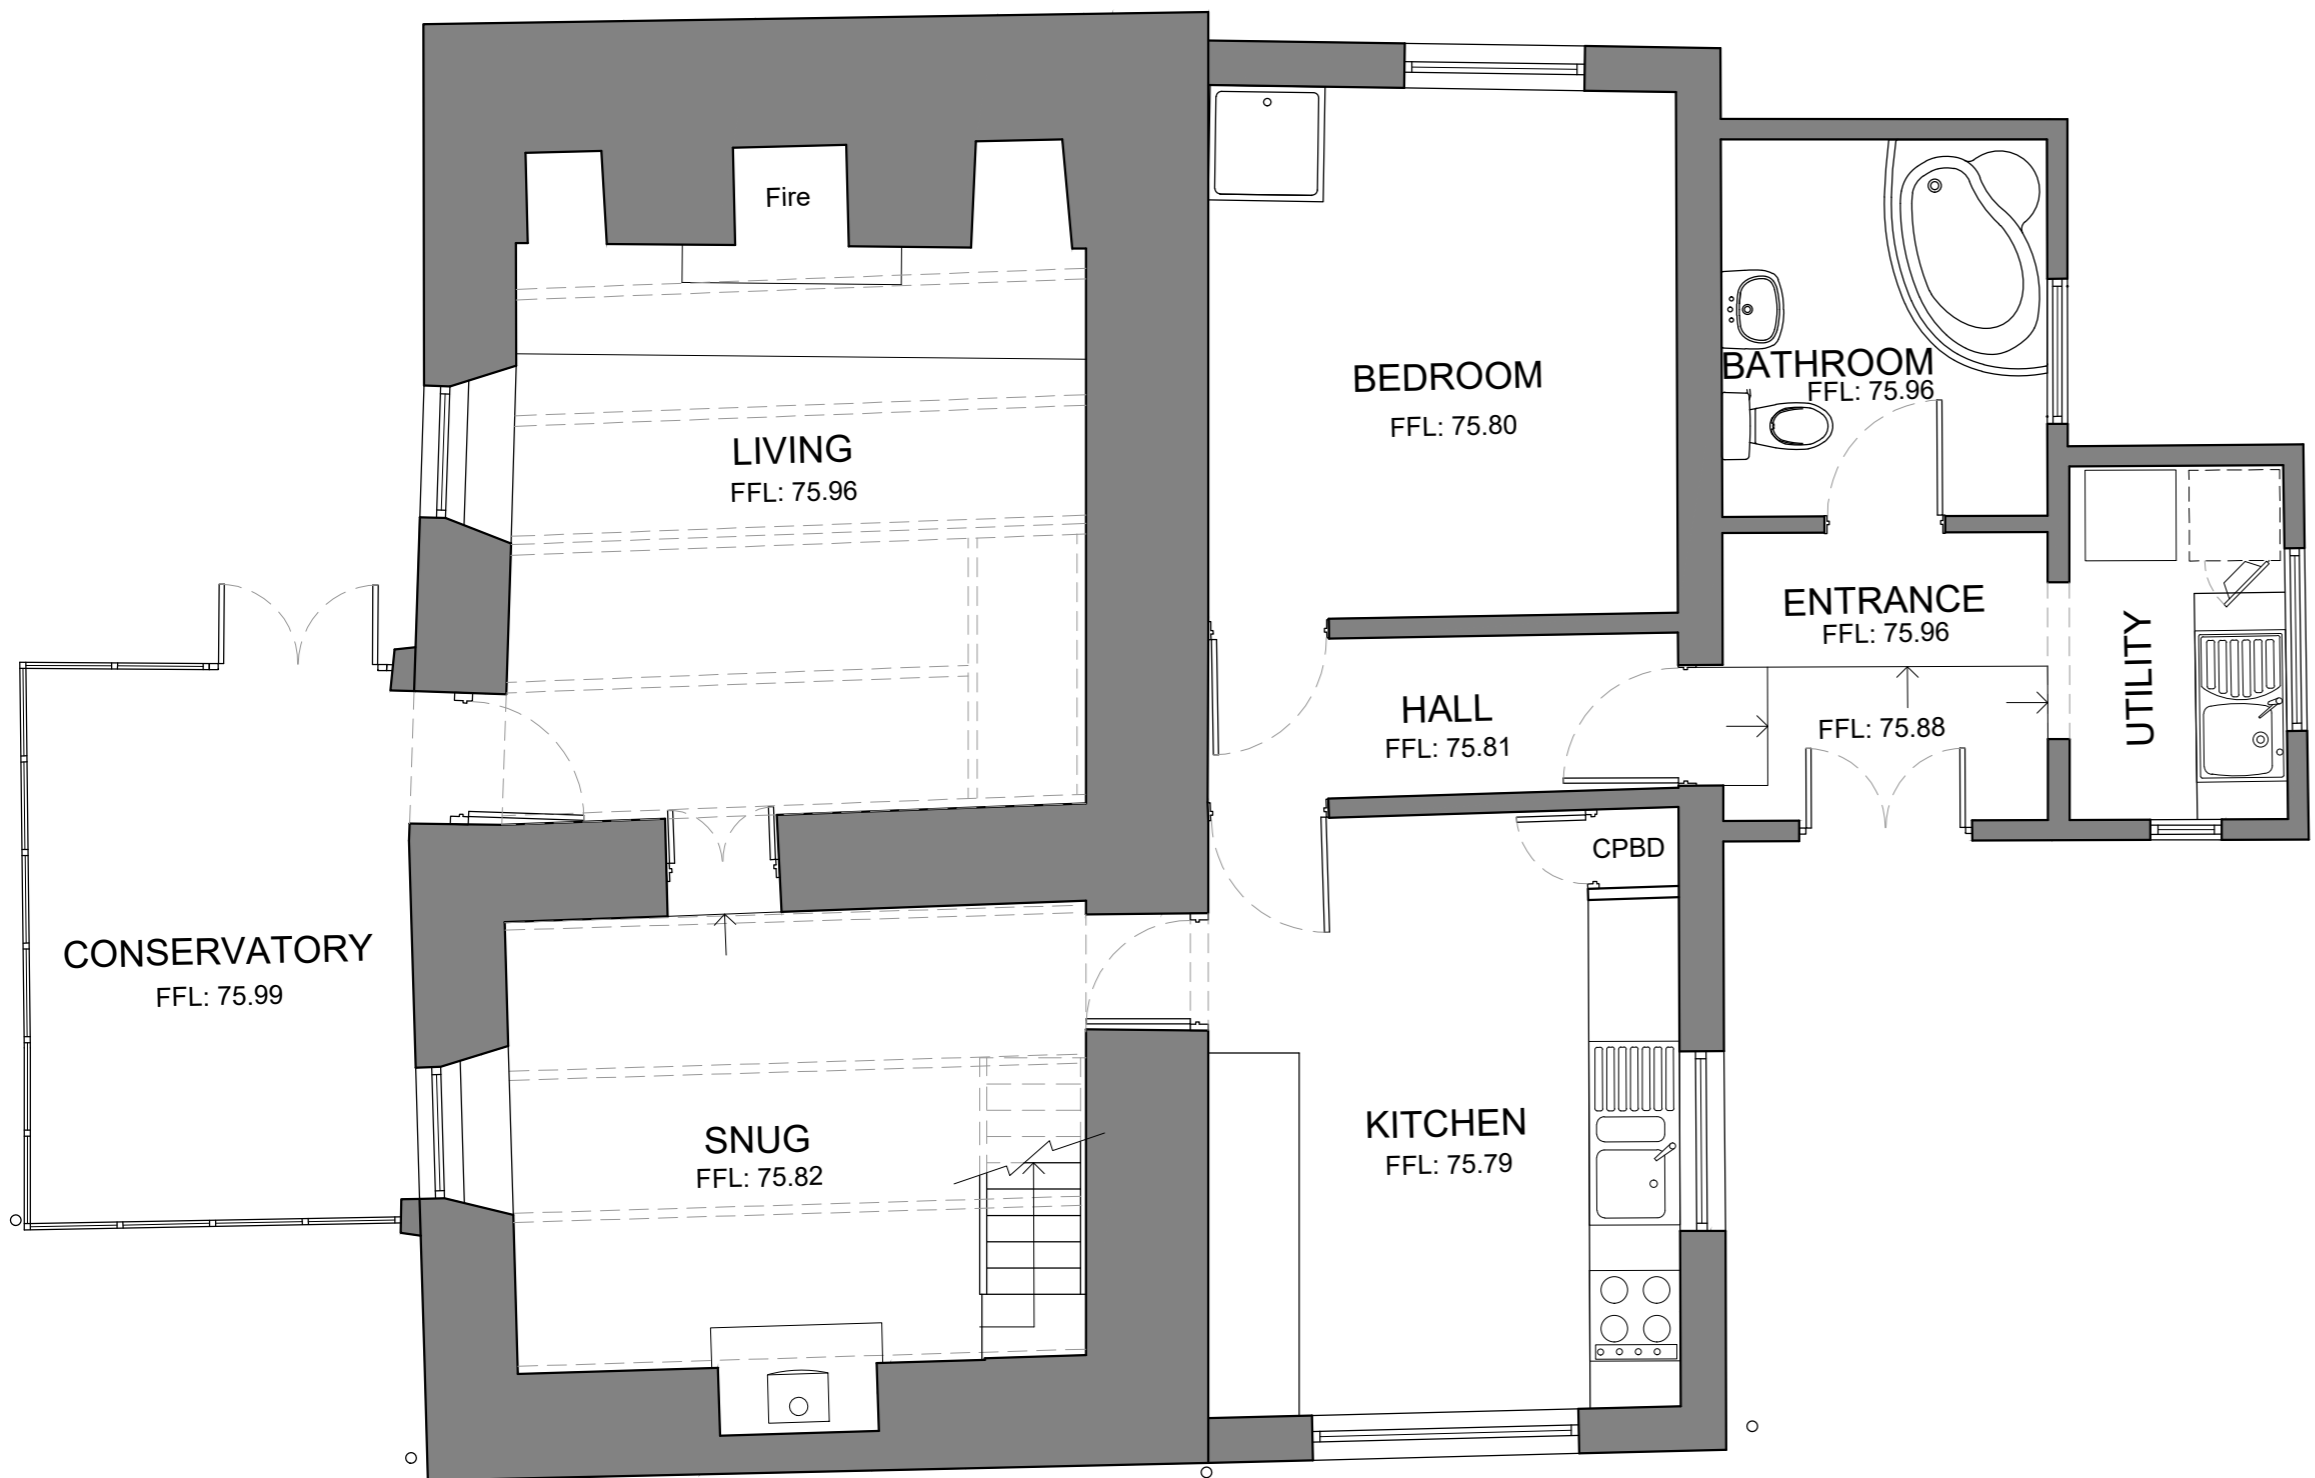 Fire
BEDROOM
FFL: 75.80
BATHROOM
FFL: 75.96
LIVING
FFL: 75.96
ENTRANCE
FFL: 75.96
UTILITY
HALL
FFL: 75.81
FFL: 75.88
CPBD
CONSERVATORY
FFL: 75.99
SNUG
FFL: 75.82
KITCHEN
FFL: 75.79